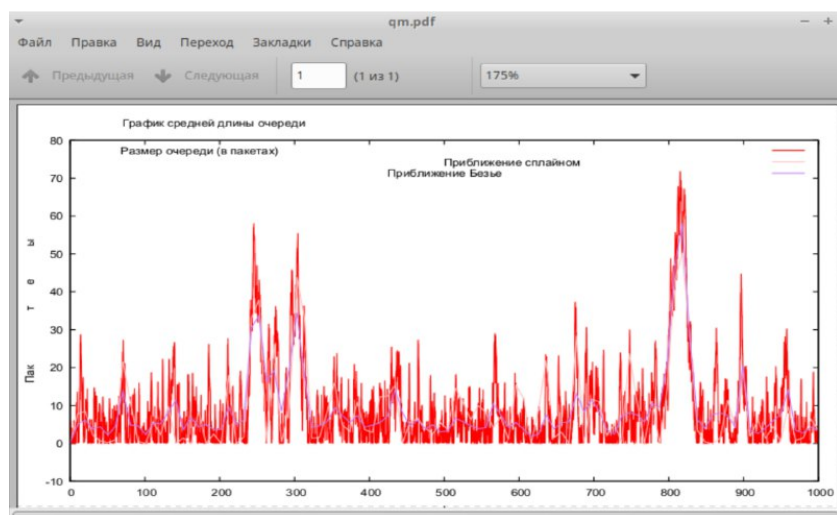 qm.pdf
Файл Правка Вид Переход Закладки Справка
Предыдущая Следующая 1 (1 из 1) 175%
График средней длины очереди
Размер очереди (в пакетах)
Приближение сплайном
Приближение Безье
Пак т е ы
80
70
60
50
40
30
20
10
0
-10
0 100 200 300 400 500 600 700 800 900 1000